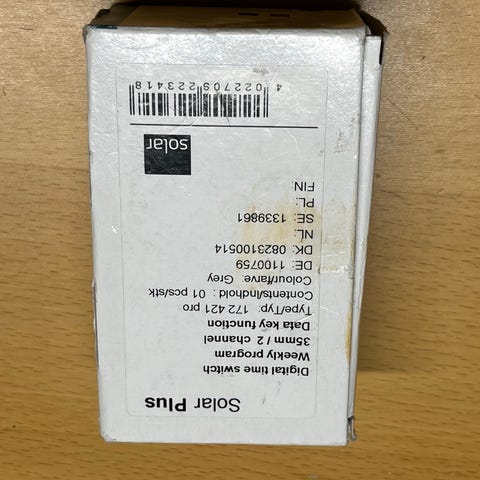 Solar Plus
Digital time switch
Weekly program
35mm / 2 channel
Data key function
Type/Typ: 172 421 pro
Contents/Indhold : 01 pcs/stk
Colour/farve: Grey
DE: 1100759
DK: 0823100514
NL:
SE: 1339861
PL:
FIN:
solar
4 022709 223418